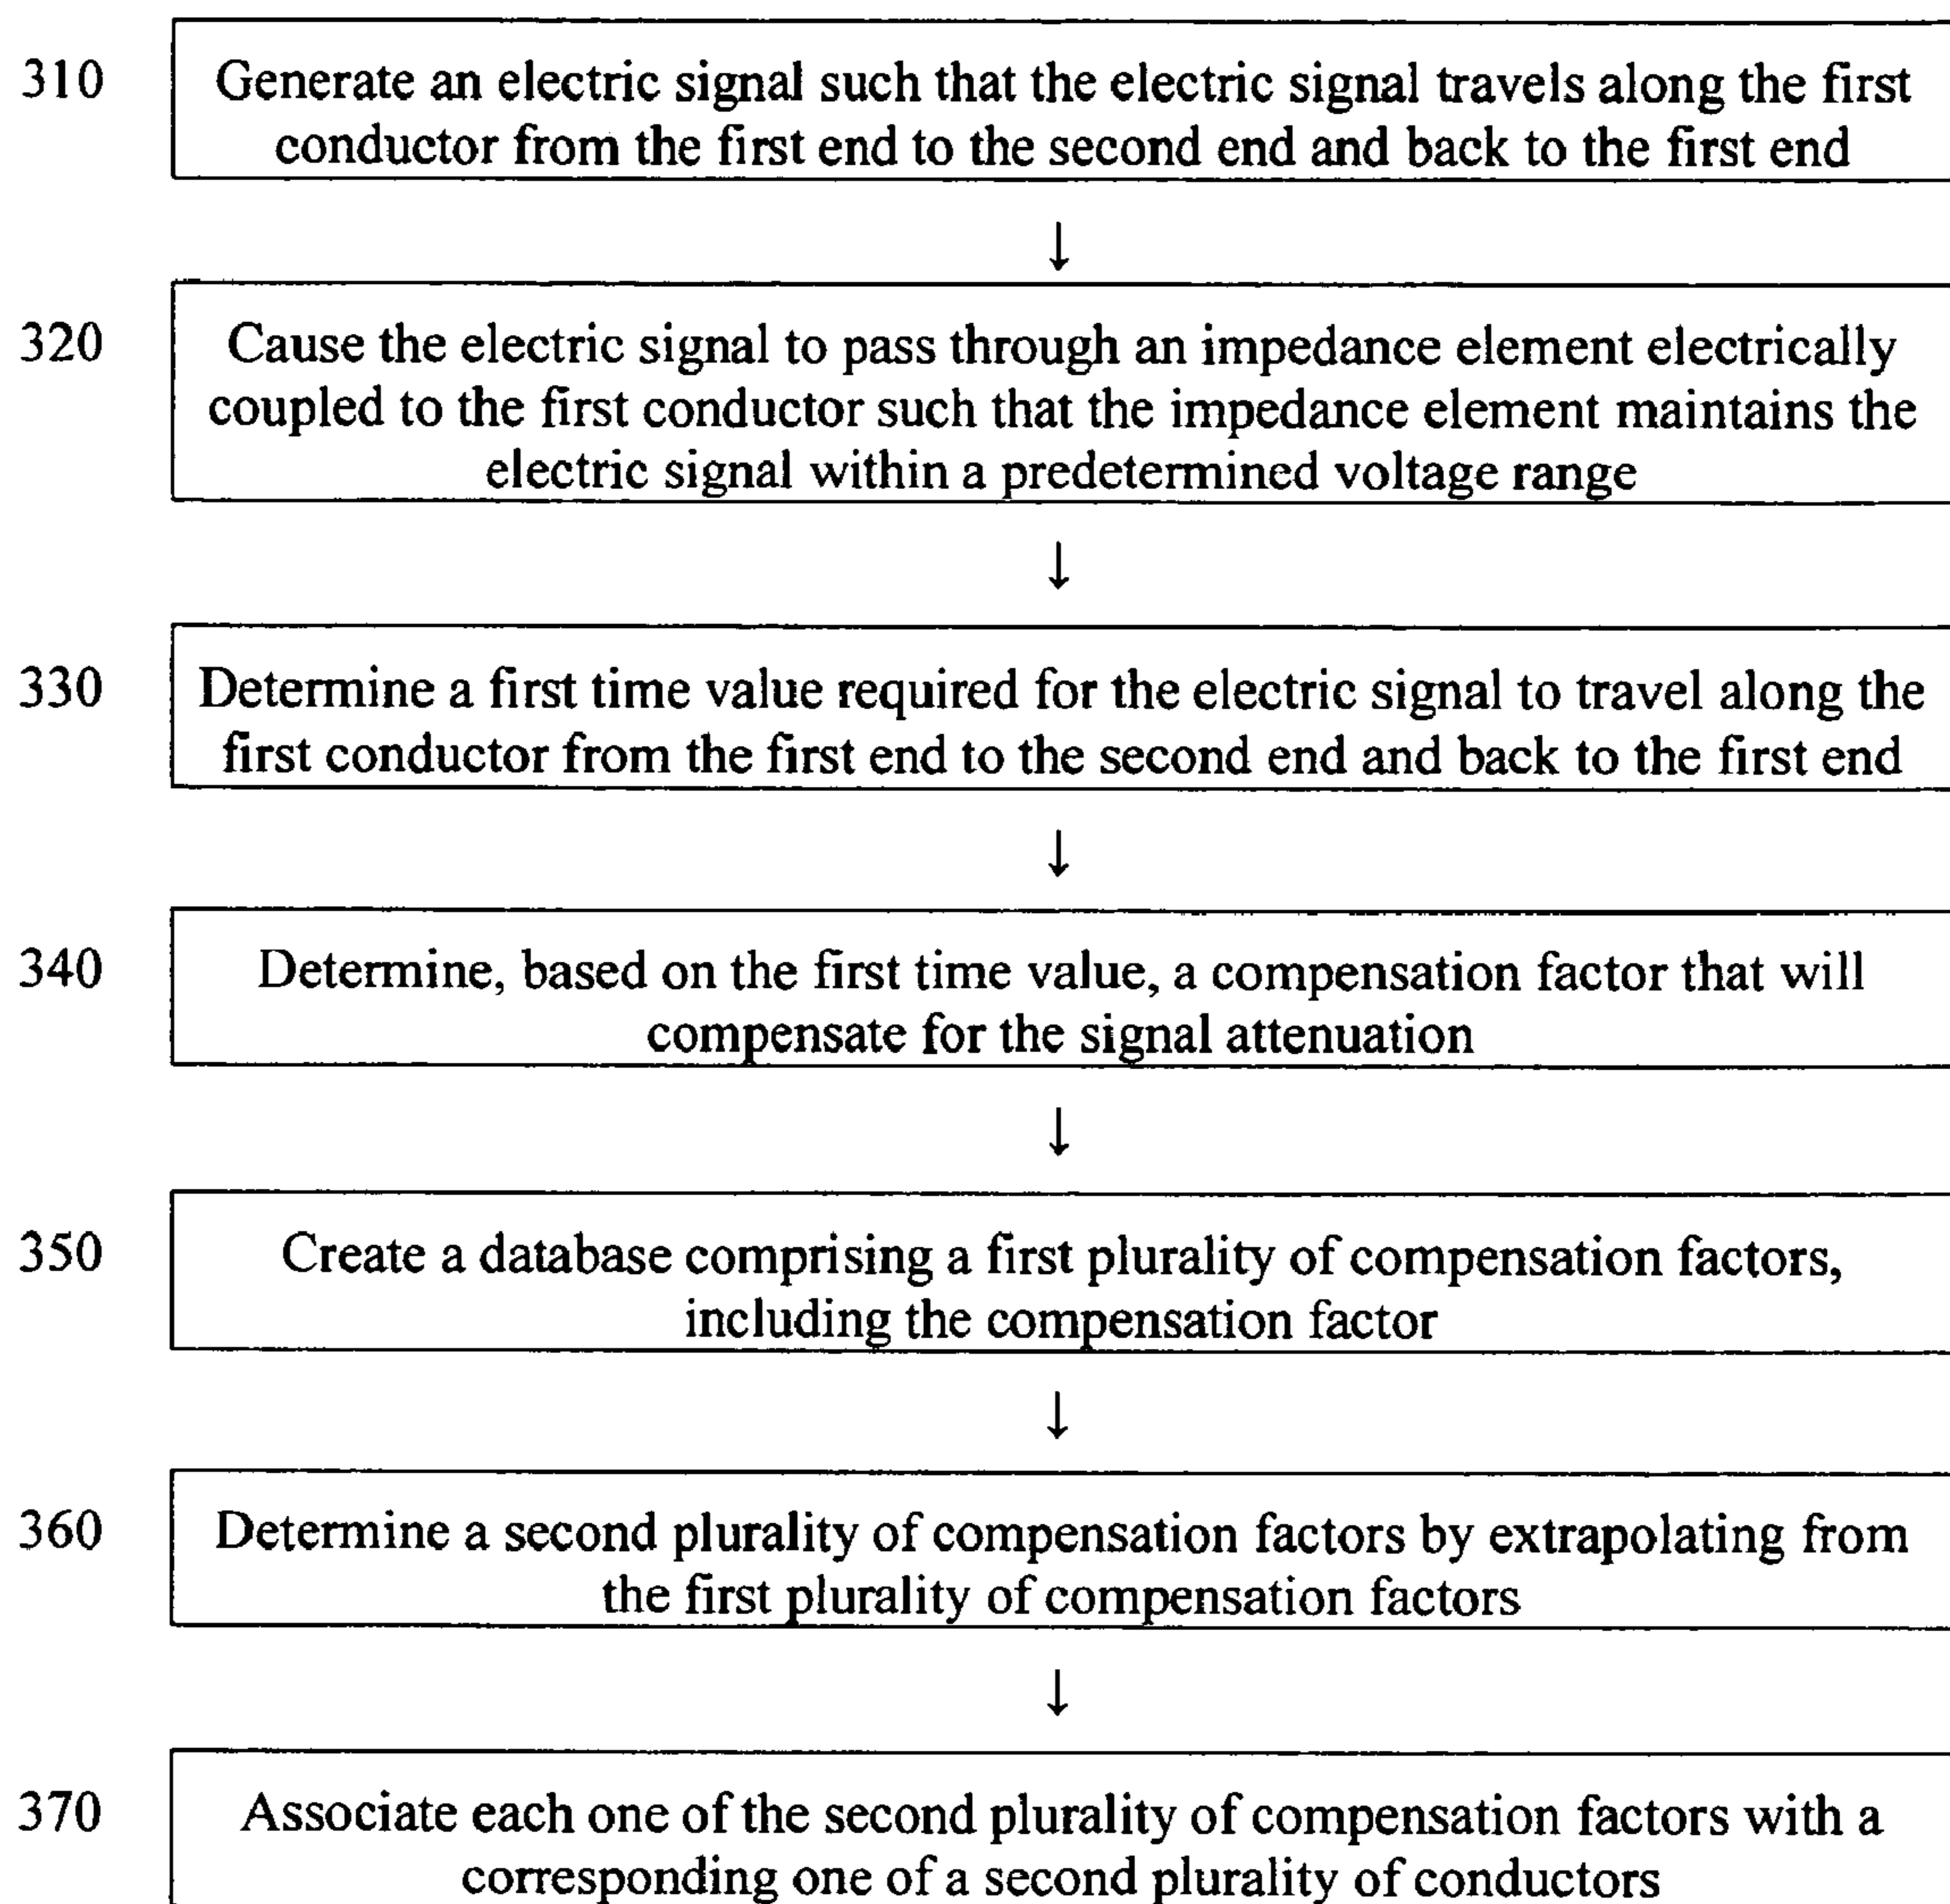 310 Generate an electric signal such that the electric signal travels along the first
conductor from the first end to the second end and back to the first end
320 Cause the electric signal to pass through an impedance element electrically
coupled to the first conductor such that the impedance element maintains the
electric signal within a predetermined voltage range
330 Determine a first time value required for the electric signal to travel along the
first conductor from the first end to the second end and back to the first end
340 Determine, based on the first time value, a compensation factor that will
compensate for the signal attenuation
350 Create a database comprising a first plurality of compensation factors,
including the compensation factor
360 Determine a second plurality of compensation factors by extrapolating from
the first plurality of compensation factors
370 Associate each one of the second plurality of compensation factors with a
corresponding one of a second plurality of conductors